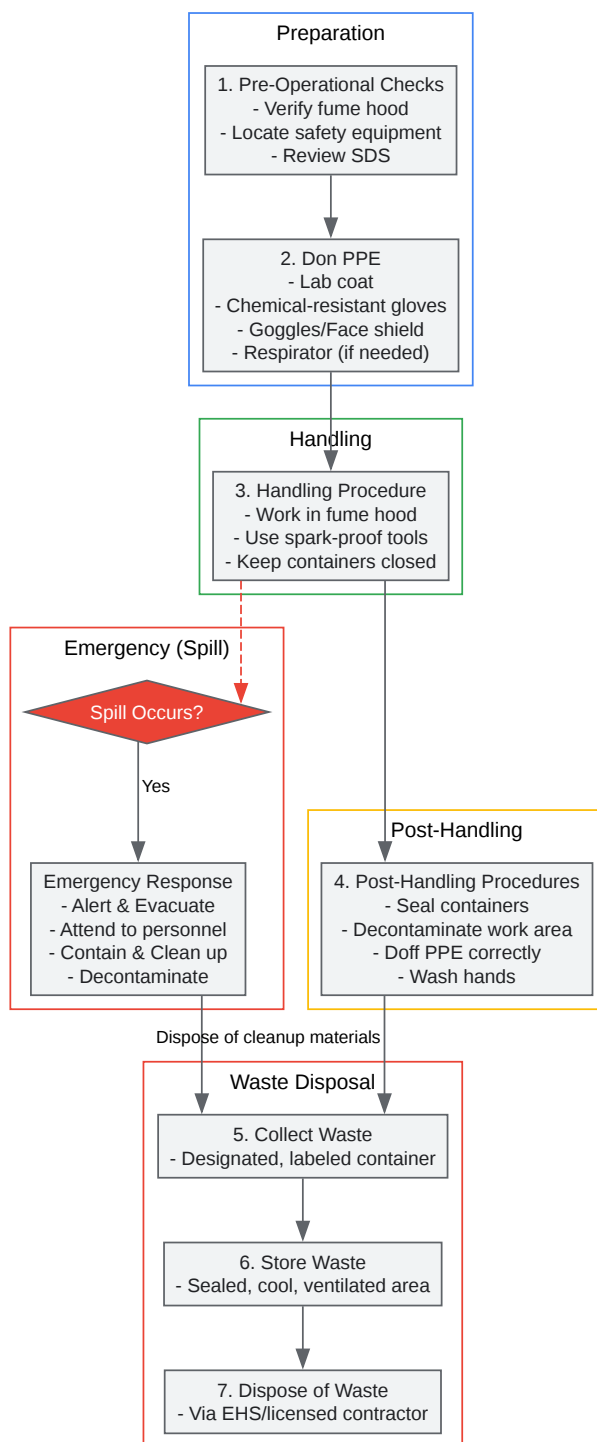 Preparation
1. Pre-Operational Checks
- Verify fume hood
- Locate safety equipment
- Review SDS
2. Don PPE
- Lab coat
- Chemical-resistant gloves
- Goggles/Face shield
- Respirator (if needed)
Handling
3. Handling Procedure
- Work in fume hood
- Use spark-proof tools
- Keep containers closed
Emergency (Spill)
Spill Occurs?
Yes
Emergency Response
- Alert & Evacuate
- Attend to personnel
- Contain & Clean up
- Decontaminate
Post-Handling
4. Post-Handling Procedures
- Seal containers
- Decontaminate work area
- Doff PPE correctly
- Wash hands
Dispose of cleanup materials
Waste Disposal
5. Collect Waste
- Designated, labeled container
6. Store Waste
- Sealed, cool, ventilated area
7. Dispose of Waste
- Via EHS/licensed contractor